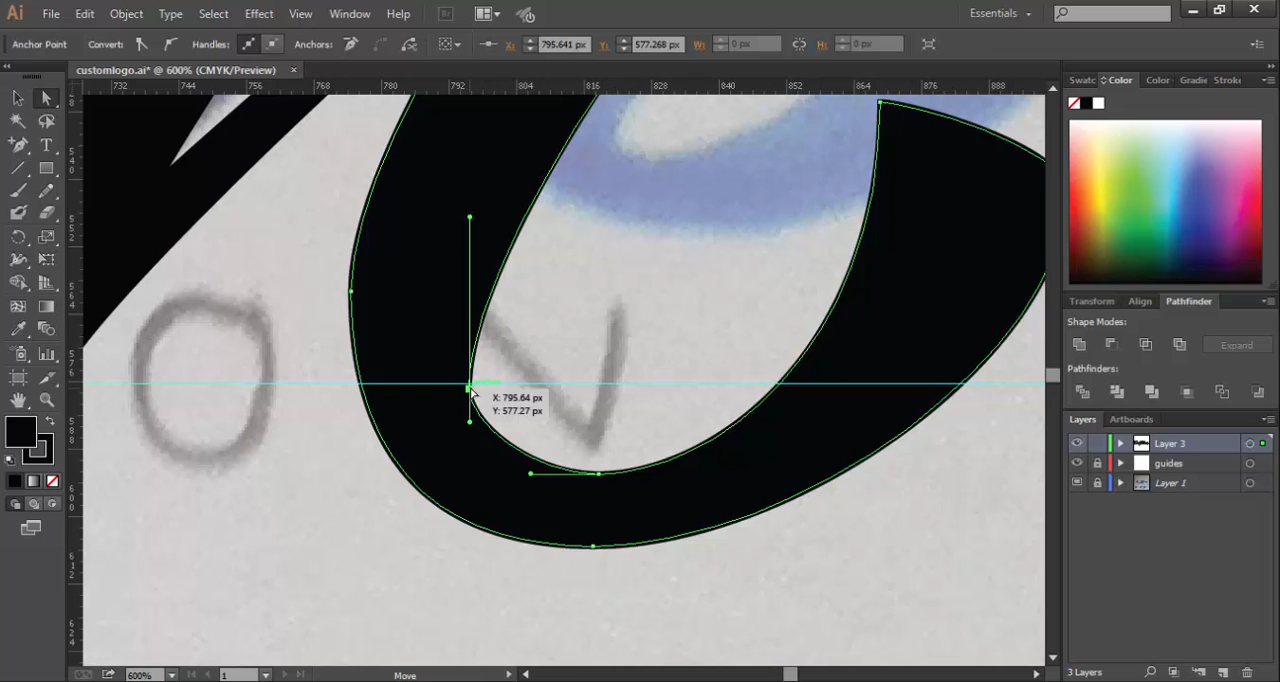 Ai File Edit Object Type Select Effect View Window Help Br Essentials
Anchor Point Convert: Handles: Anchors: X: 795.641 px Y: 577.268 px W: 0 px H: 0 px
customlogo.ai* @ 600% (CMYK/Preview) ×
732 744 756 768 780 792 804 816 828 840 852 864 876 888
Swatc Color Color Gradie Stroke
X: 795.64 px
Y: 577.27 px
Transform Align Pathfinder
Shape Modes:
Expand
Pathfinders:
Layers Artboards
Layer 3
guides
Layer 1
600% 1 Move
3 Layers